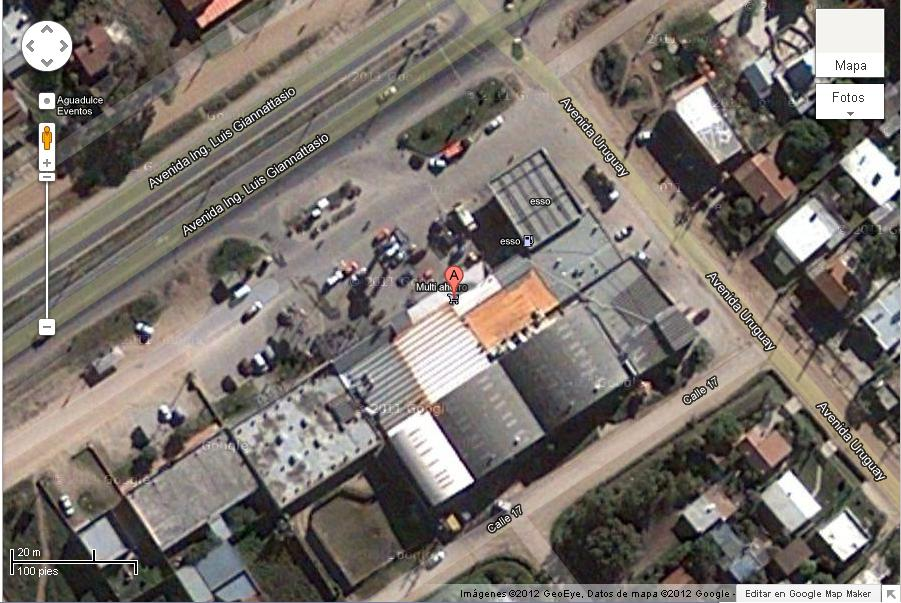 Mapa
Fotos
Aguadulce
Eventos
Avenida Ing. Luis Giannattasio
Avenida Ing. Luis Giannattasio
Avenida Uruguay
esso
esso
A
Multi ahorro
Avenida Uruguay
Calle 17
Avenida Uruguay
Calle 17
20 m
100 pies
Imágenes ©2012 GeoEye, Datos de mapa ©2012 Google -
Editar en Google Map Maker